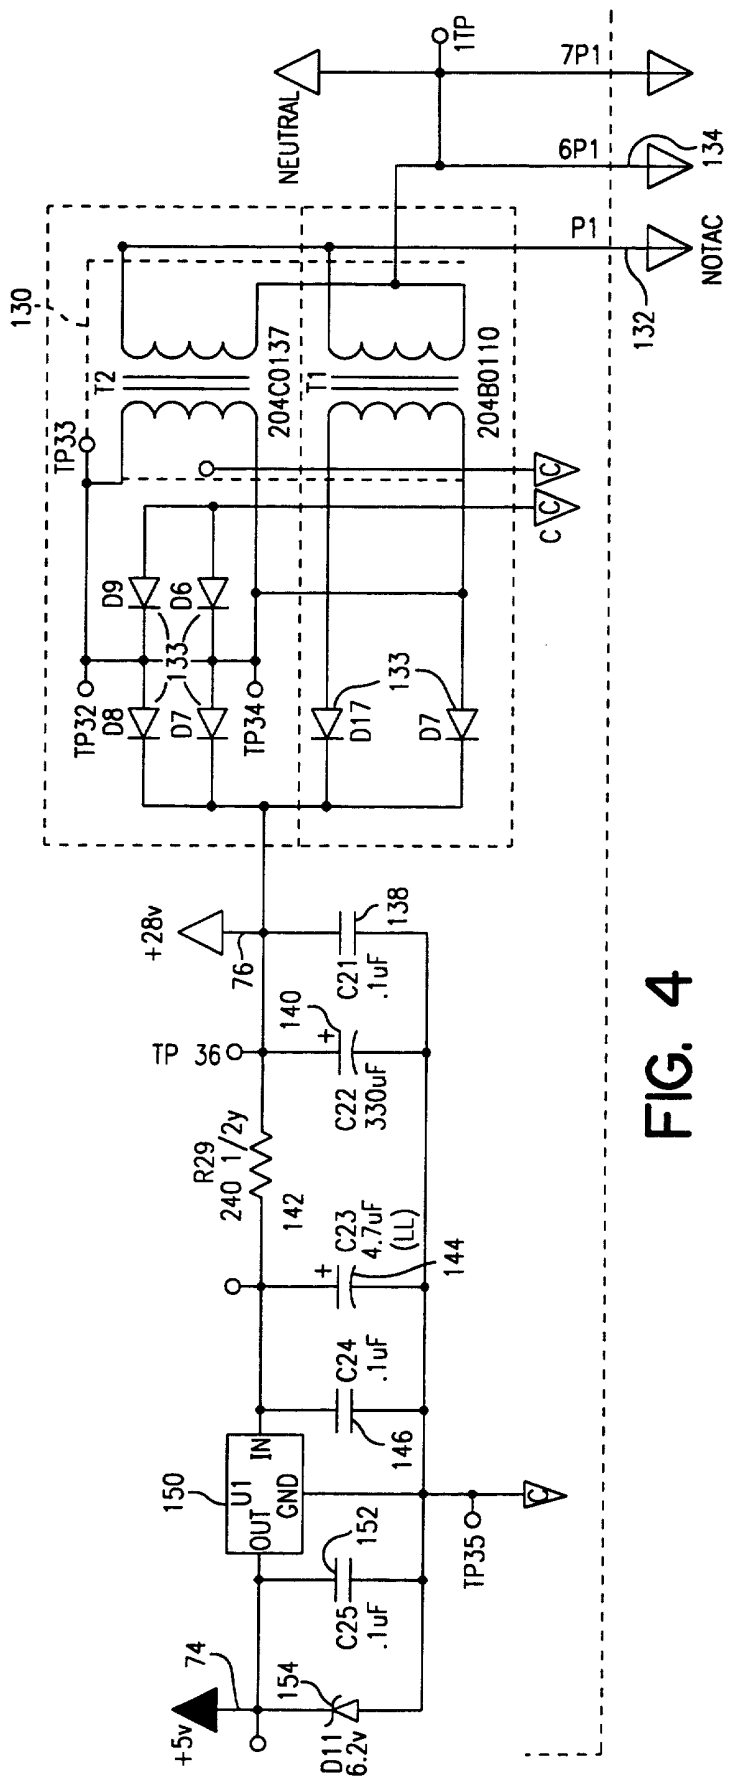 +5v
74
D11
6.2v
154
C25
.1uF
152
150
U1
OUT
IN
GND
TP35
C
146
C24
.1uF
C23
4.7uF
(LL)
144
142
R29
240 1/2y
TP 36
C22
330uF
140
+
+
76
+28v
C21
.1uF
138
TP32
D8
D7
TP34
133
D9
D6
D17
D7
133
TP33
130
T2
204C0137
T1
204B0110
C
C
C
NEUTRAL
1TP
7P1
6P1
P1
134
132
NOTAC
FIG. 4